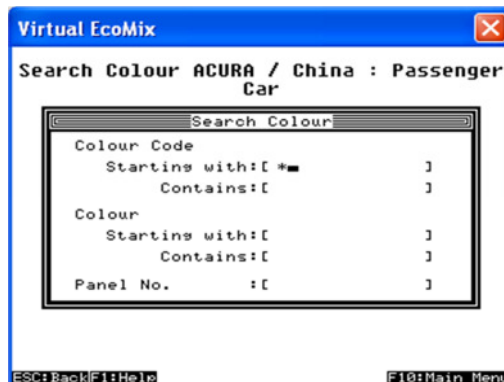 Virtual EcoMix
Search Colour ACURA / China : Passenger
Car
Search Colour
Colour Code
Starting with:[ * ]
Contains:[ ]
Colour
Starting with:[ ]
Contains:[ ]
Panel No. :[ ]
ESC:Back F1:Help F10:Main Menu